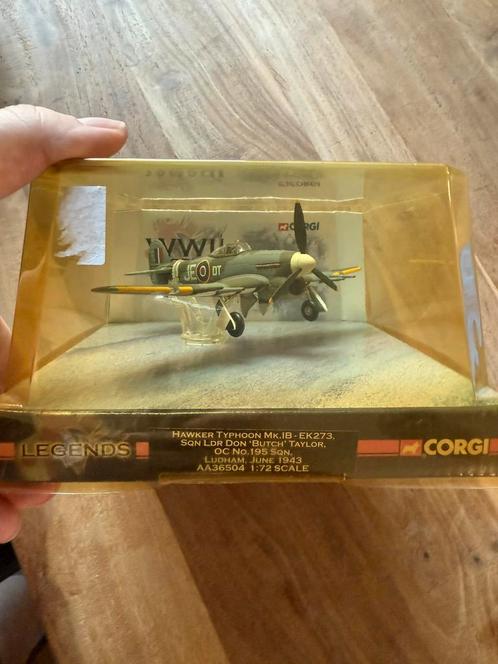 WWII
CORGI
JE DT
LEGENDS
HAWKER TYPHOON MK.IB - EK273,
SQN LDR DON 'BUTCH' TAYLOR,
OC NO.195 SQN,
LUDHAM, JUNE 1943
AA36504 1:72 SCALE
CORGI